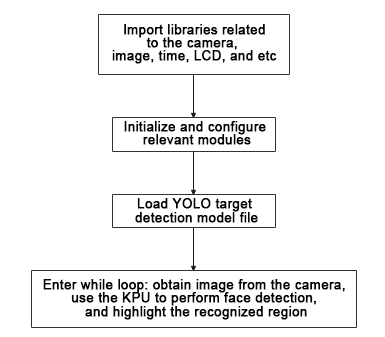 Import libraries related
to the camera,
image, time, LCD, and etc
Initialize and configure
relevant modules
Load YOLO target
detection model file
Enter while loop: obtain image from the camera,
use the KPU to perform face detection,
and highlight the recognized region